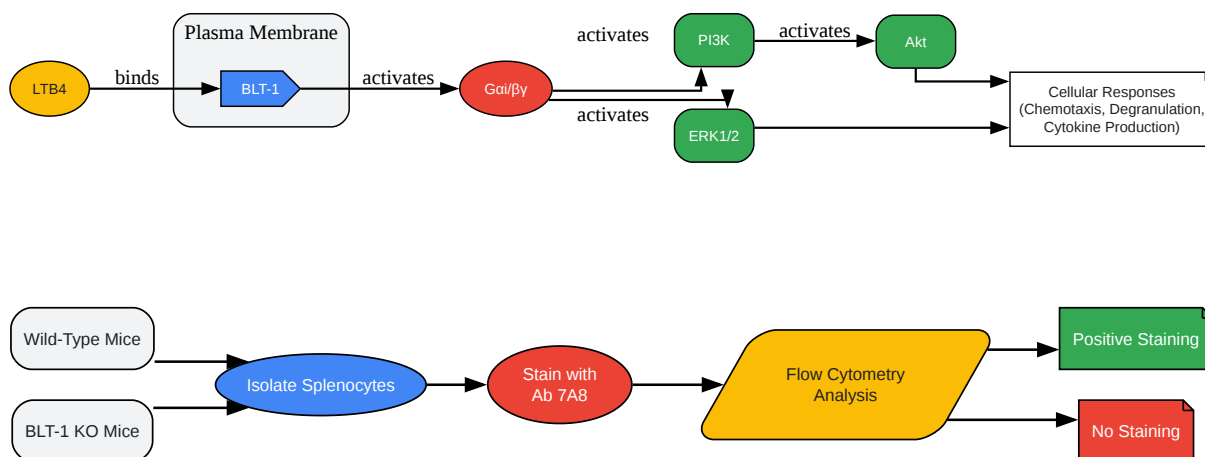 Plasma Membrane
LTB4
binds
BLT-1
activates
Gαi/βγ
activates
PI3K
activates
Akt
activates
ERK1/2
Cellular Responses
(Chemotaxis, Degranulation,
Cytokine Production)
Wild-Type Mice
BLT-1 KO Mice
Isolate Splenocytes
Stain with
Ab 7A8
Flow Cytometry
Analysis
Positive Staining
No Staining